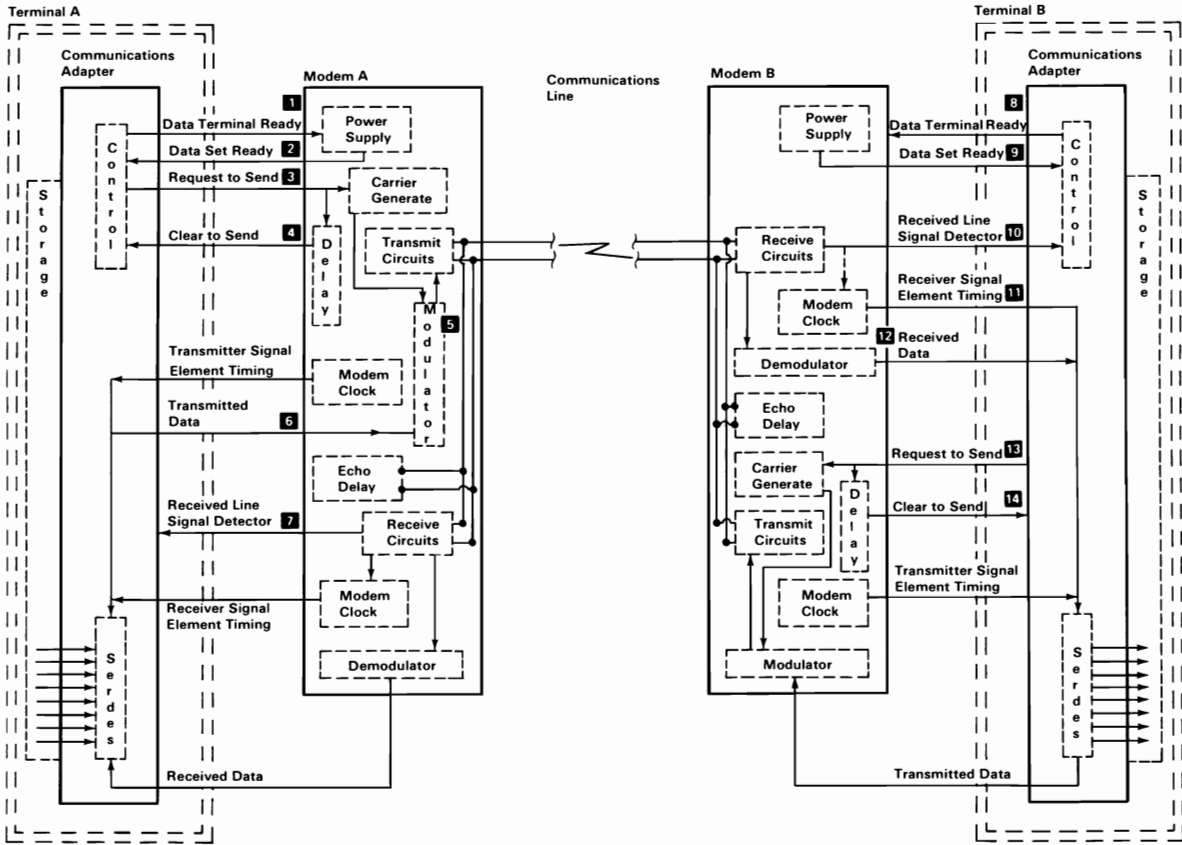 Terminal A
Communications
Adapter
Storage
Control
1
Data Terminal Ready
Data Set Ready 2
Request to Send 3
Clear to Send 4
Transmitter Signal
Element Timing
Transmitted
Data 6
Received Line
Signal Detector 7
Receiver Signal
Element Timing
Serdes
Received Data
Modem A
Power
Supply
Carrier
Generate
Transmit
Circuits
Delay
Modulator
5
Modem
Clock
Echo
Delay
Receive
Circuits
Modem
Clock
Demodulator
Communications
Line
Modem B
Power
Supply
Receive
Circuits
Modem
Clock
Demodulator
Echo
Delay
Carrier
Generate
Delay
Transmit
Circuits
Modem
Clock
Modulator
Terminal B
Communications
Adapter
8
Data Terminal Ready
Data Set Ready 9
Control
Received Line
Signal Detector 10
Receiver Signal
Element Timing 11
12 Received
Data
Request to Send 13
Clear to Send 14
Transmitter Signal
Element Timing
Serdes
Storage
Transmitted Data